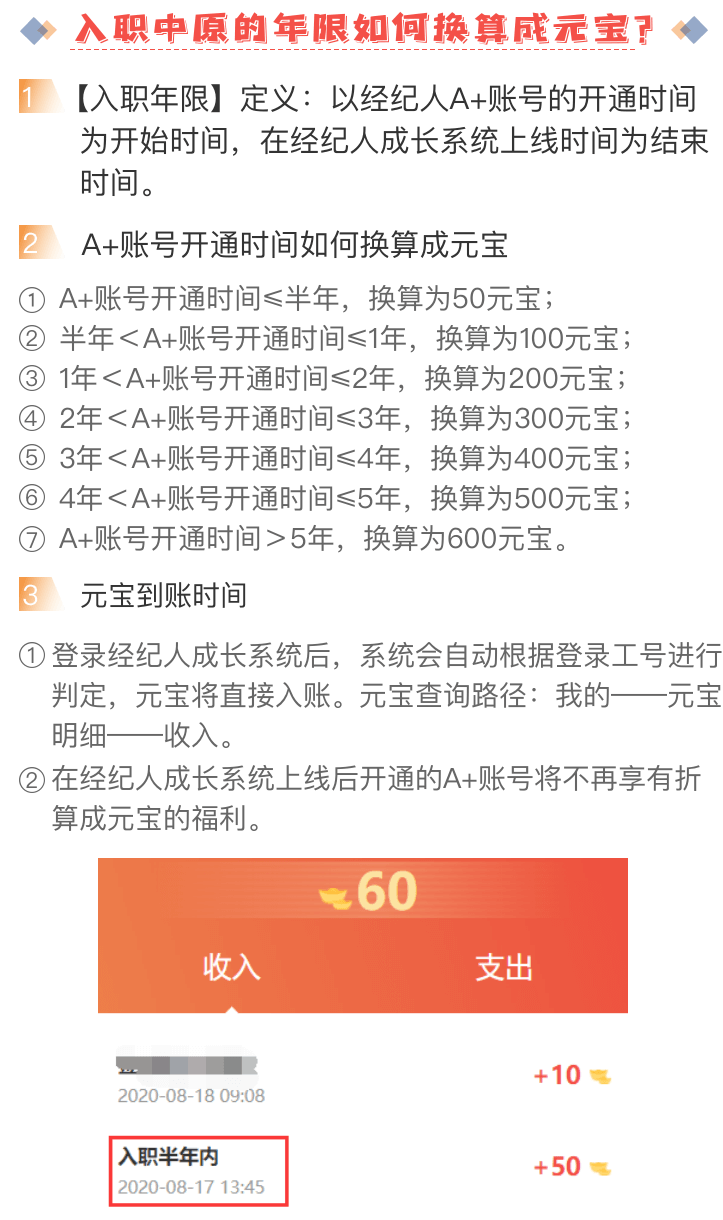 入职中原的年限如何换算成元宝?
1 【入职年限】定义：以经纪人A+账号的开通时间
为开始时间，在经纪人成长系统上线时间为结束
时间。
2 A+账号开通时间如何换算成元宝
① A+账号开通时间≤半年，换算为50元宝；
② 半年＜A+账号开通时间≤1年，换算为100元宝；
③ 1年＜A+账号开通时间≤2年，换算为200元宝；
④ 2年＜A+账号开通时间≤3年，换算为300元宝；
⑤ 3年＜A+账号开通时间≤4年，换算为400元宝；
⑥ 4年＜A+账号开通时间≤5年，换算为500元宝；
⑦ A+账号开通时间＞5年，换算为600元宝。
3 元宝到账时间
① 登录经纪人成长系统后，系统会自动根据登录工号进行
判定，元宝将直接入账。元宝查询路径：我的——元宝
明细——收入。
② 在经纪人成长系统上线后开通的A+账号将不再享有折
算成元宝的福利。
60
收入 支出
+10
2020-08-18 09:08
入职半年内 +50
2020-08-17 13:45